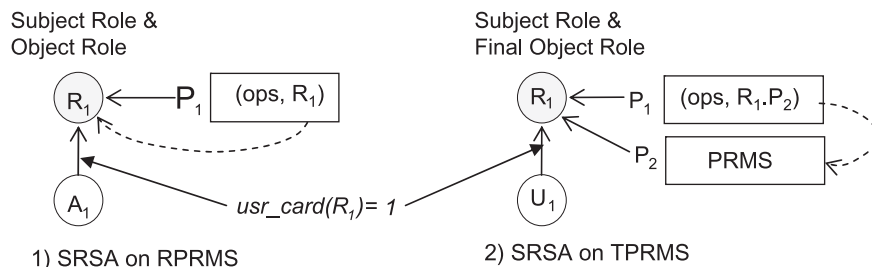 Subject Role &
Object Role
R1
P1
(ops, R1)
A1
usr_card(R1)= 1
1) SRSA on RPRMS
Subject Role &
Final Object Role
R1
P1
(ops, R1.P2)
P2
PRMS
U1
2) SRSA on TPRMS